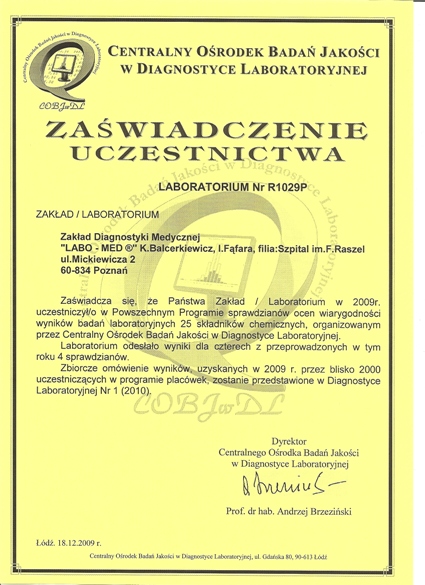 Centralny Ośrodek Badań Jakości w Diagnostyce Laboratoryjnej
COBJwDL
CENTRALNY OŚRODEK BADAŃ JAKOŚCI
W DIAGNOSTYCE LABORATORYJNEJ
ZAŚWIADCZENIE
UCZESTNICTWA
LABORATORIUM Nr R1029P
ZAKŁAD / LABORATORIUM
Zakład Diagnostyki Medycznej
"LABO - MED ®" K.Balcerkiewicz, I.Fąfara, filia:Szpital im.F.Raszei
ul.Mickiewicza 2
60-834 Poznań
Zaświadcza się, że Państwa Zakład / Laboratorium w 2009r.
uczestniczył/o w Powszechnym Programie sprawdzianów ocen wiarygodności
wyników badań laboratoryjnych 25 składników chemicznych, organizowanym
przez Centralny Ośrodek Badań Jakości w Diagnostyce Laboratoryjnej.
Laboratorium odesłało wyniki dla czterech z przeprowadzonych w tym
roku 4 sprawdzianów.
Zbiorcze omówienie wyników, uzyskanych w 2009 r. przez blisko 2000
uczestniczących w programie placówek, zostanie przedstawione w Diagnostyce
Laboratoryjnej Nr 1 (2010).
COBJwDL
Dyrektor
Centralnego Ośrodka Badań Jakości
w Diagnostyce Laboratoryjnej
Prof. dr hab. Andrzej Brzeziński
Łódź. 18.12.2009 r.
Centralny Ośrodek Badań Jakości w Diagnostyce Laboratoryjnej, ul. Gdańska 80, 90-613 Łódź